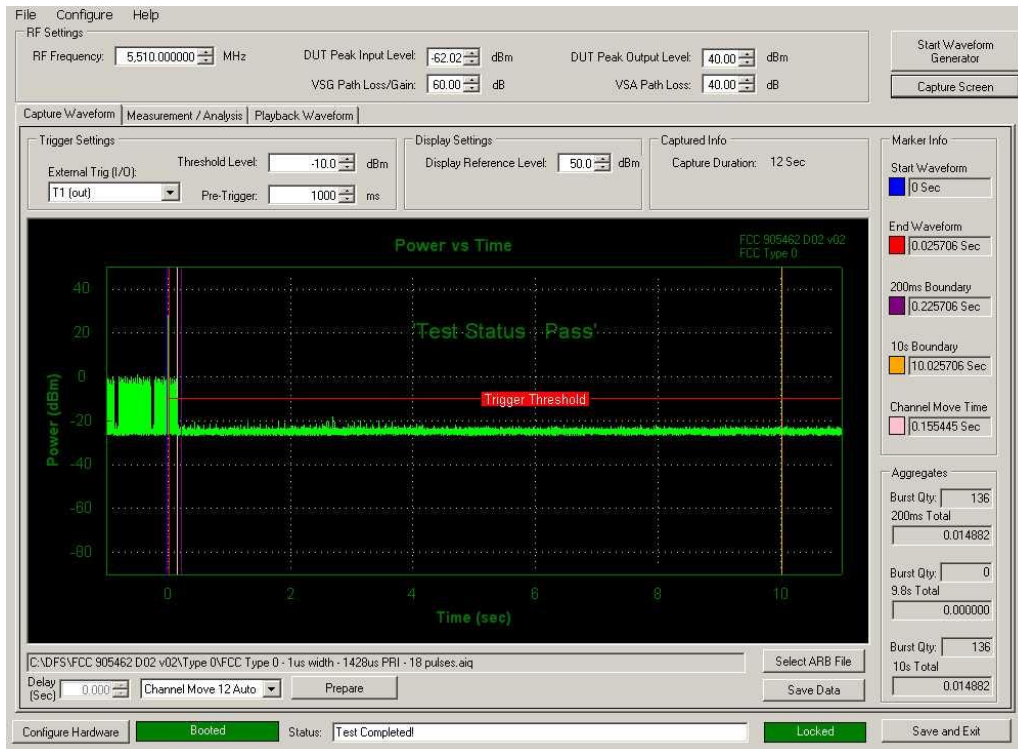 File Configure Help
RF Settings
RF Frequency: 5,510.000000 MHz
DUT Peak Input Level: -62.02 dBm
DUT Peak Output Level: 40.00 dBm
VSG Path Loss/Gain: 60.00 dB
VSA Path Loss: 40.00 dB
Start Waveform Generator
Capture Screen
Capture Waveform Measurement / Analysis Playback Waveform
Trigger Settings
External Trig (I/O):
T1 (out)
Threshold Level: -10.0 dBm
Pre-Trigger: 1000 ms
Display Settings
Display Reference Level: 50.0 dBm
Captured Info
Capture Duration: 12 Sec
Marker Info
Start Waveform
0 Sec
End Waveform
0.025706 Sec
200ms Boundary
0.225706 Sec
10s Boundary
10.025706 Sec
Channel Move Time
0.155445 Sec
Power vs Time
FCC 905462 D02 v02
FCC Type 0
'Test Status : Pass'
Trigger Threshold
Power (dBm)
40
20
0
-20
-40
-60
-80
0 2 4 6 8 10
Time (sec)
Aggregates
Burst Qty: 136
200ms Total
0.014882
Burst Qty: 0
9.8s Total
0.000000
Burst Qty: 136
10s Total
0.014882
C:\DFS\FCC 905462 D02 v02\Type 0\FCC Type 0 - 1us width - 1428us PRI - 18 pulses.aiq
Select ARB File
Delay (Sec) 0.000
Channel Move 12 Auto
Prepare
Save Data
Configure Hardware
Booted
Status: Test Completed!
Locked
Save and Exit